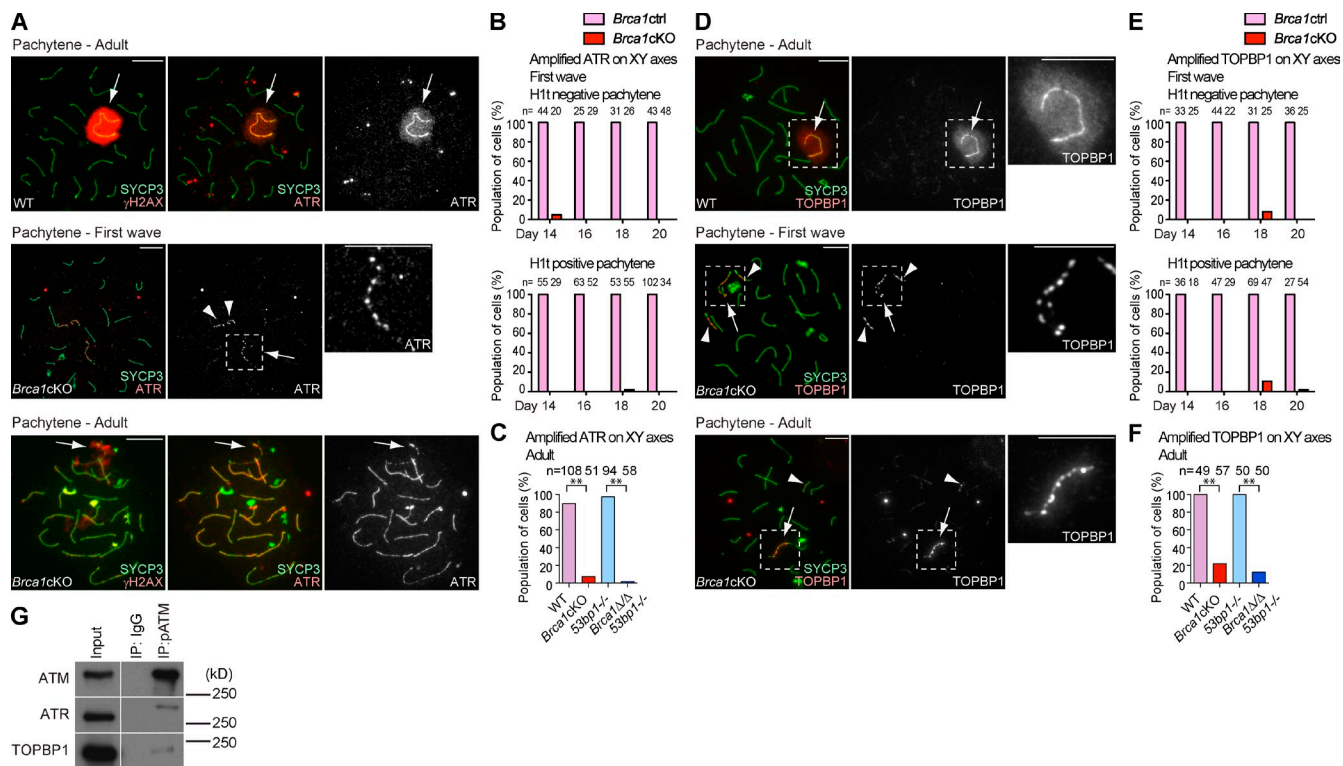 A
Pachytene - Adult
WT
SYCP3
γH2AX
SYCP3
ATR
ATR
Pachytene - First wave
Brca1cKO
SYCP3
ATR
ATR
ATR
Pachytene - Adult
Brca1cKO
SYCP3
γH2AX
SYCP3
ATR
ATR
B
Brca1ctrl
Brca1cKO
Amplified ATR on XY axes
First wave
H1t negative pachytene
n= 44 20 25 29 31 26 43 48
Population of cells (%)
100
80
60
40
20
0
Day 14 16 18 20
H1t positive pachytene
n= 55 29 63 52 53 55 102 34
Population of cells (%)
100
80
60
40
20
0
Day 14 16 18 20
C
Amplified ATR on XY axes
Adult
n=108 51 94 58
** **
Population of cells (%)
100
80
60
40
20
0
WT
Brca1cKO
53bp1-/-
Brca1Δ/Δ
53bp1-/-
D
Pachytene - Adult
WT
SYCP3
TOPBP1
TOPBP1
TOPBP1
Pachytene - First wave
Brca1cKO
SYCP3
TOPBP1
TOPBP1
TOPBP1
Pachytene - Adult
Brca1cKO
SYCP3
TOPBP1
TOPBP1
TOPBP1
E
Brca1ctrl
Brca1cKO
Amplified TOPBP1 on XY axes
First wave
H1t negative pachytene
n= 33 25 44 22 31 25 36 25
Population of cells (%)
100
80
60
40
20
0
Day 14 16 18 20
H1t positive pachytene
n= 36 18 47 29 69 47 27 54
Population of cells (%)
100
80
60
40
20
0
Day 14 16 18 20
F
Amplified TOPBP1 on XY axes
Adult
n= 49 57 50 50
** **
Population of cells (%)
100
80
60
40
20
0
WT
Brca1cKO
53bp1-/-
Brca1Δ/Δ
53bp1-/-
G
Input
IP: IgG
IP:pATM
(kD)
ATM
250
ATR
250
TOPBP1
250